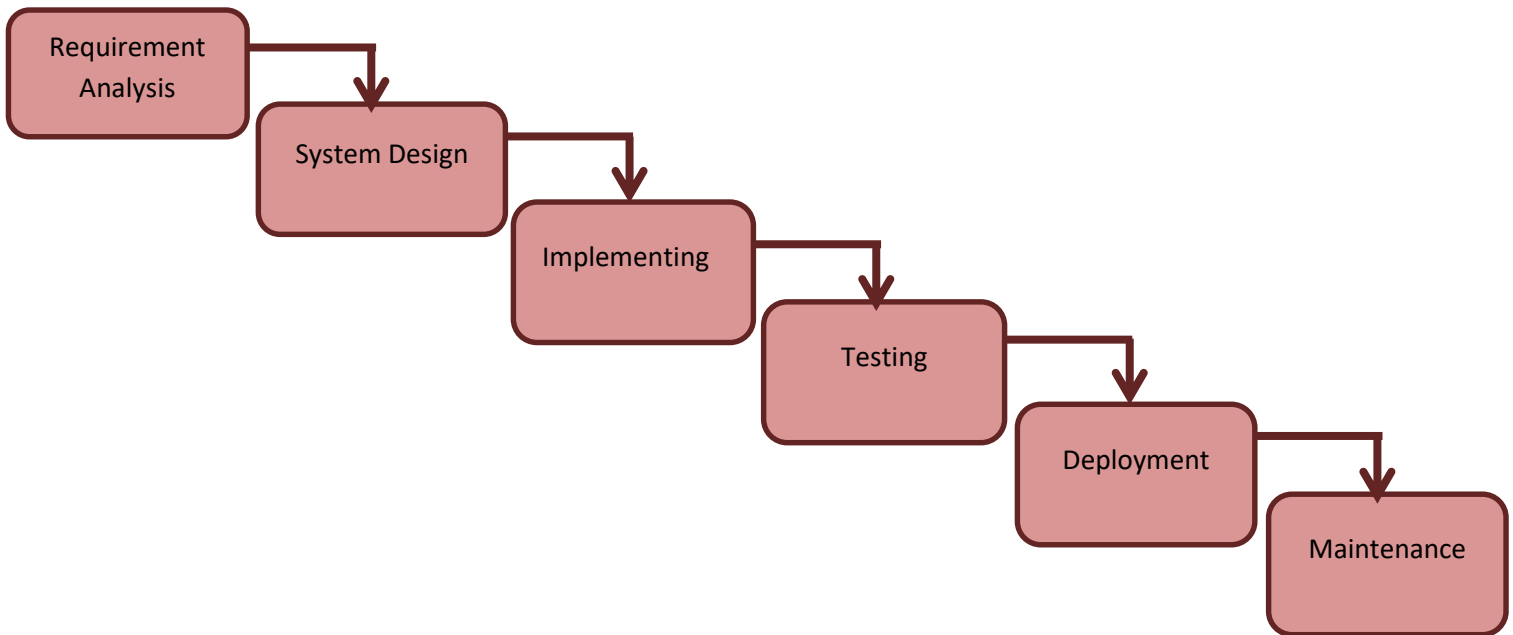 Requirement
Analysis
System Design
Implementing
Testing
Deployment
Maintenance